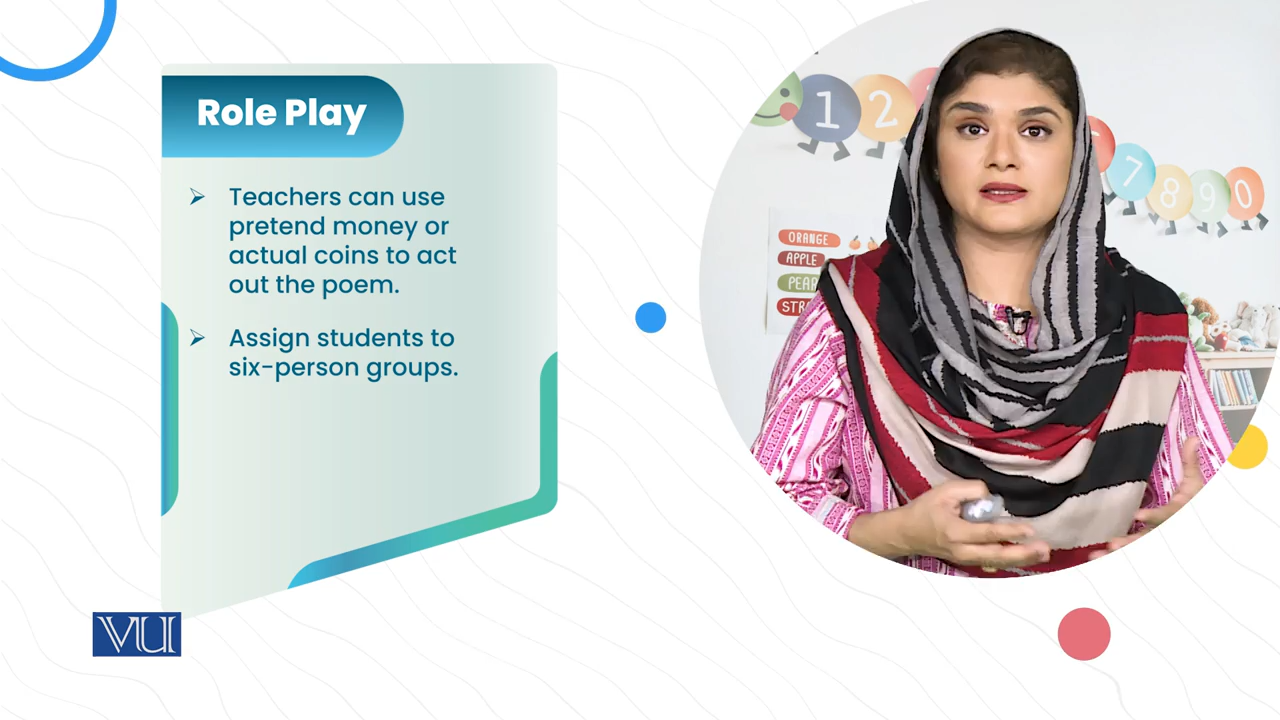 Role Play
Teachers can use
pretend money or
actual coins to act
out the poem.
Assign students to
six-person groups.
VU
1 2
7 8 9 0
ORANGE
APPLE
PEAR